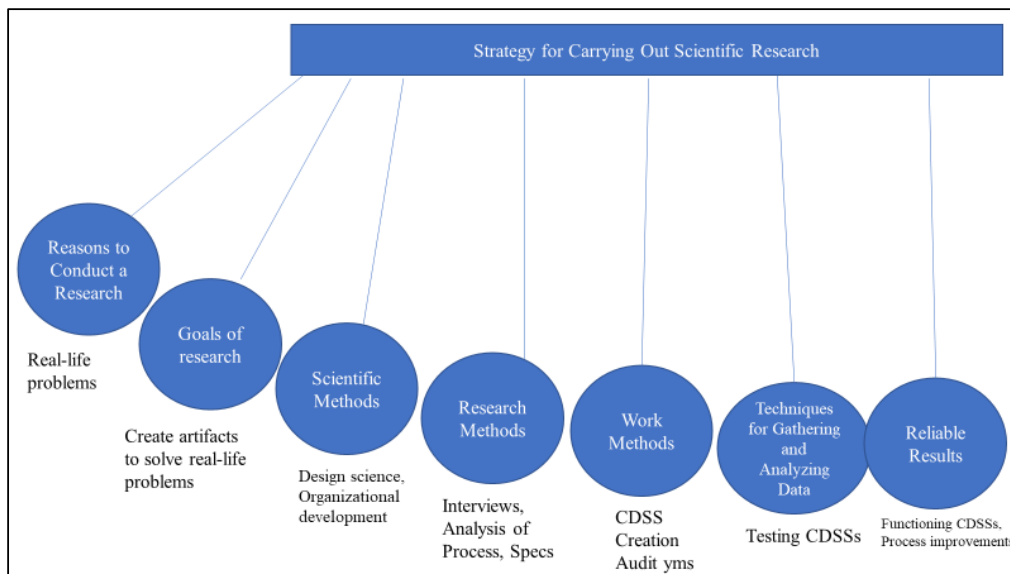 Strategy for Carrying Out Scientific Research
Reasons to
Conduct a
Research
Real-life
problems
Goals of
research
Create artifacts
to solve real-life
problems
Scientific
Methods
Design science,
Organizational
development
Research
Methods
Interviews,
Analysis of
Process, Specs
Work
Methods
CDSS
Creation
Audit yms
Techniques
for Gathering
and
Analyzing
Data
Testing CDSSs
Reliable
Results
Functioning CDSSs,
Process improvements